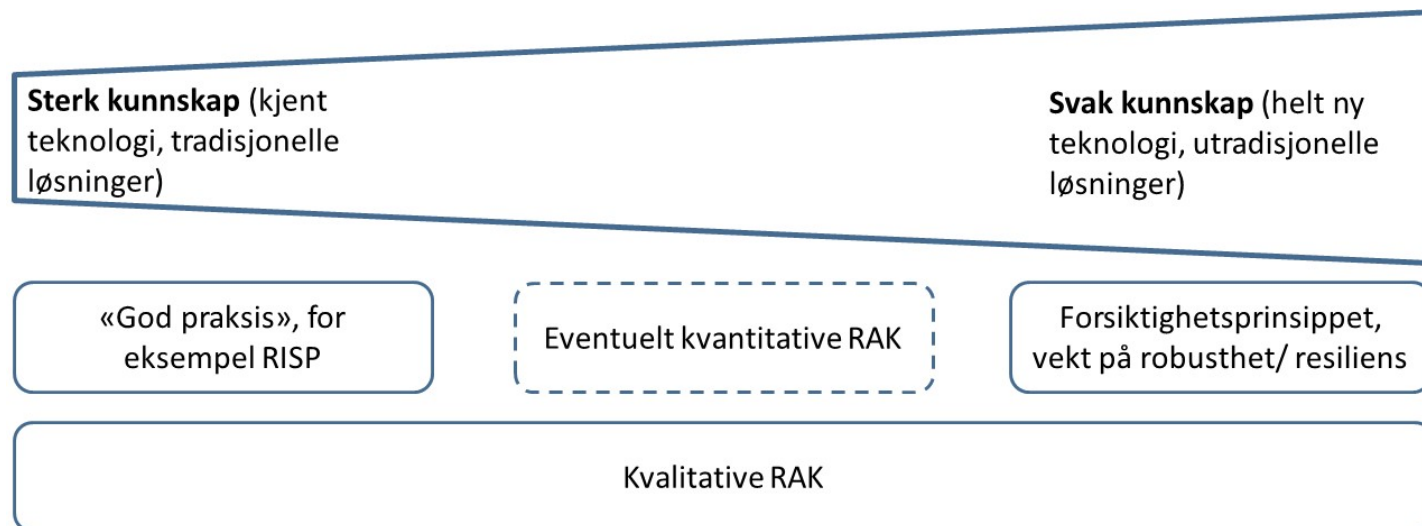 Sterk kunnskap (kjent
teknologi, tradisjonelle
løsninger)
Svak kunnskap (helt ny
teknologi, utradisjonelle
løsninger)
«God praksis», for
eksempel RISP
Eventuelt kvantitative RAK
Forsiktighetsprinsippet,
vekt på robusthet/ resiliens
Kvalitative RAK